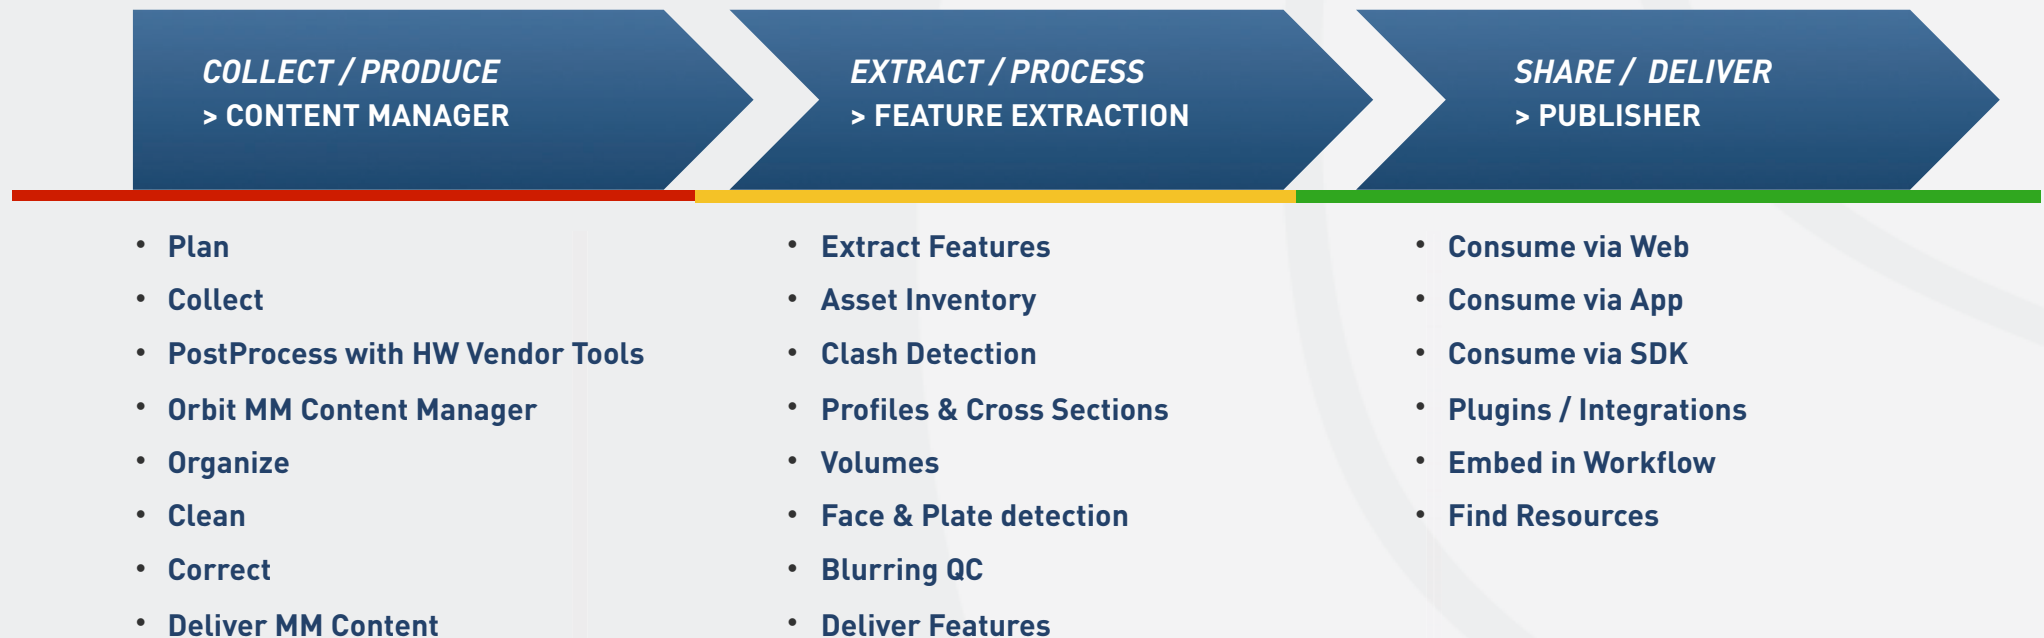 COLLECT / PRODUCE
> CONTENT MANAGER
EXTRACT / PROCESS
> FEATURE EXTRACTION
SHARE / DELIVER
> PUBLISHER
• Plan
• Collect
• PostProcess with HW Vendor Tools
• Orbit MM Content Manager
• Organize
• Clean
• Correct
• Deliver MM Content
• Extract Features
• Asset Inventory
• Clash Detection
• Profiles & Cross Sections
• Volumes
• Face & Plate detection
• Blurring QC
• Deliver Features
• Consume via Web
• Consume via App
• Consume via SDK
• Plugins / Integrations
• Embed in Workflow
• Find Resources